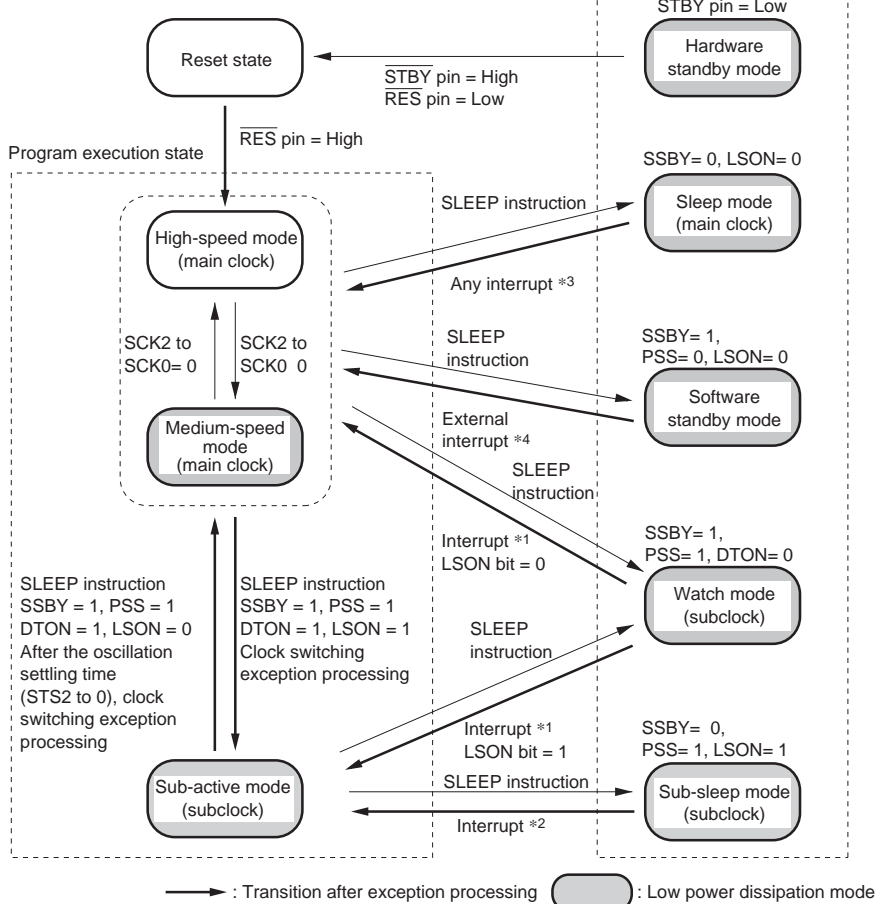 STBY pin = Low
Hardware
standby mode
Reset state
STBY pin = High
RES pin = Low
RES pin = High
Program execution state
SSBY= 0, LSON= 0
Sleep mode
(main clock)
SLEEP instruction
Any interrupt *3
High-speed mode
(main clock)
SCK2 to
SCK0= 0
SCK2 to
SCK0 0
Medium-speed
mode
(main clock)
SLEEP
instruction
External
interrupt *4
SSBY= 1,
PSS= 0, LSON= 0
Software
standby mode
SLEEP
instruction
Interrupt *1
LSON bit = 0
SSBY= 1,
PSS= 1, DTON= 0
Watch mode
(subclock)
SLEEP instruction
SSBY = 1, PSS = 1
DTON = 1, LSON = 0
After the oscillation
settling time
(STS2 to 0), clock
switching exception
processing
SLEEP instruction
SSBY = 1, PSS = 1
DTON = 1, LSON = 1
Clock switching
exception processing
SLEEP
instruction
Interrupt *1
LSON bit = 1
SSBY= 0,
PSS= 1, LSON= 1
Sub-active mode
(subclock)
SLEEP instruction
Interrupt *2
Sub-sleep mode
(subclock)
: Transition after exception processing
: Low power dissipation mode